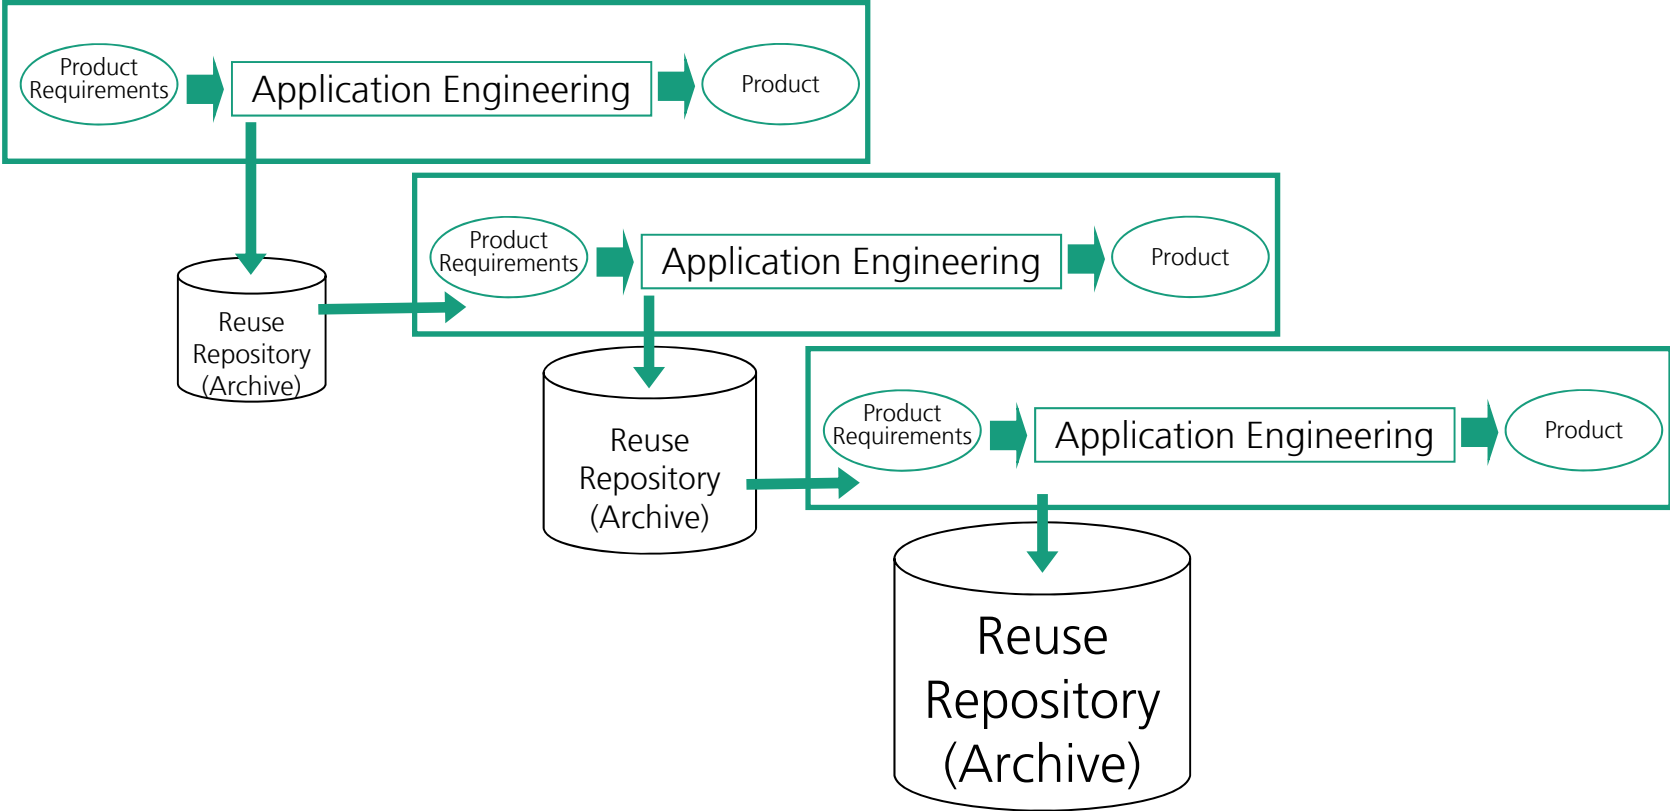 Product
Requirements
Application Engineering
Product
Reuse
Repository
(Archive)
Product
Requirements
Application Engineering
Product
Reuse
Repository
(Archive)
Product
Requirements
Application Engineering
Product
Reuse
Repository
(Archive)